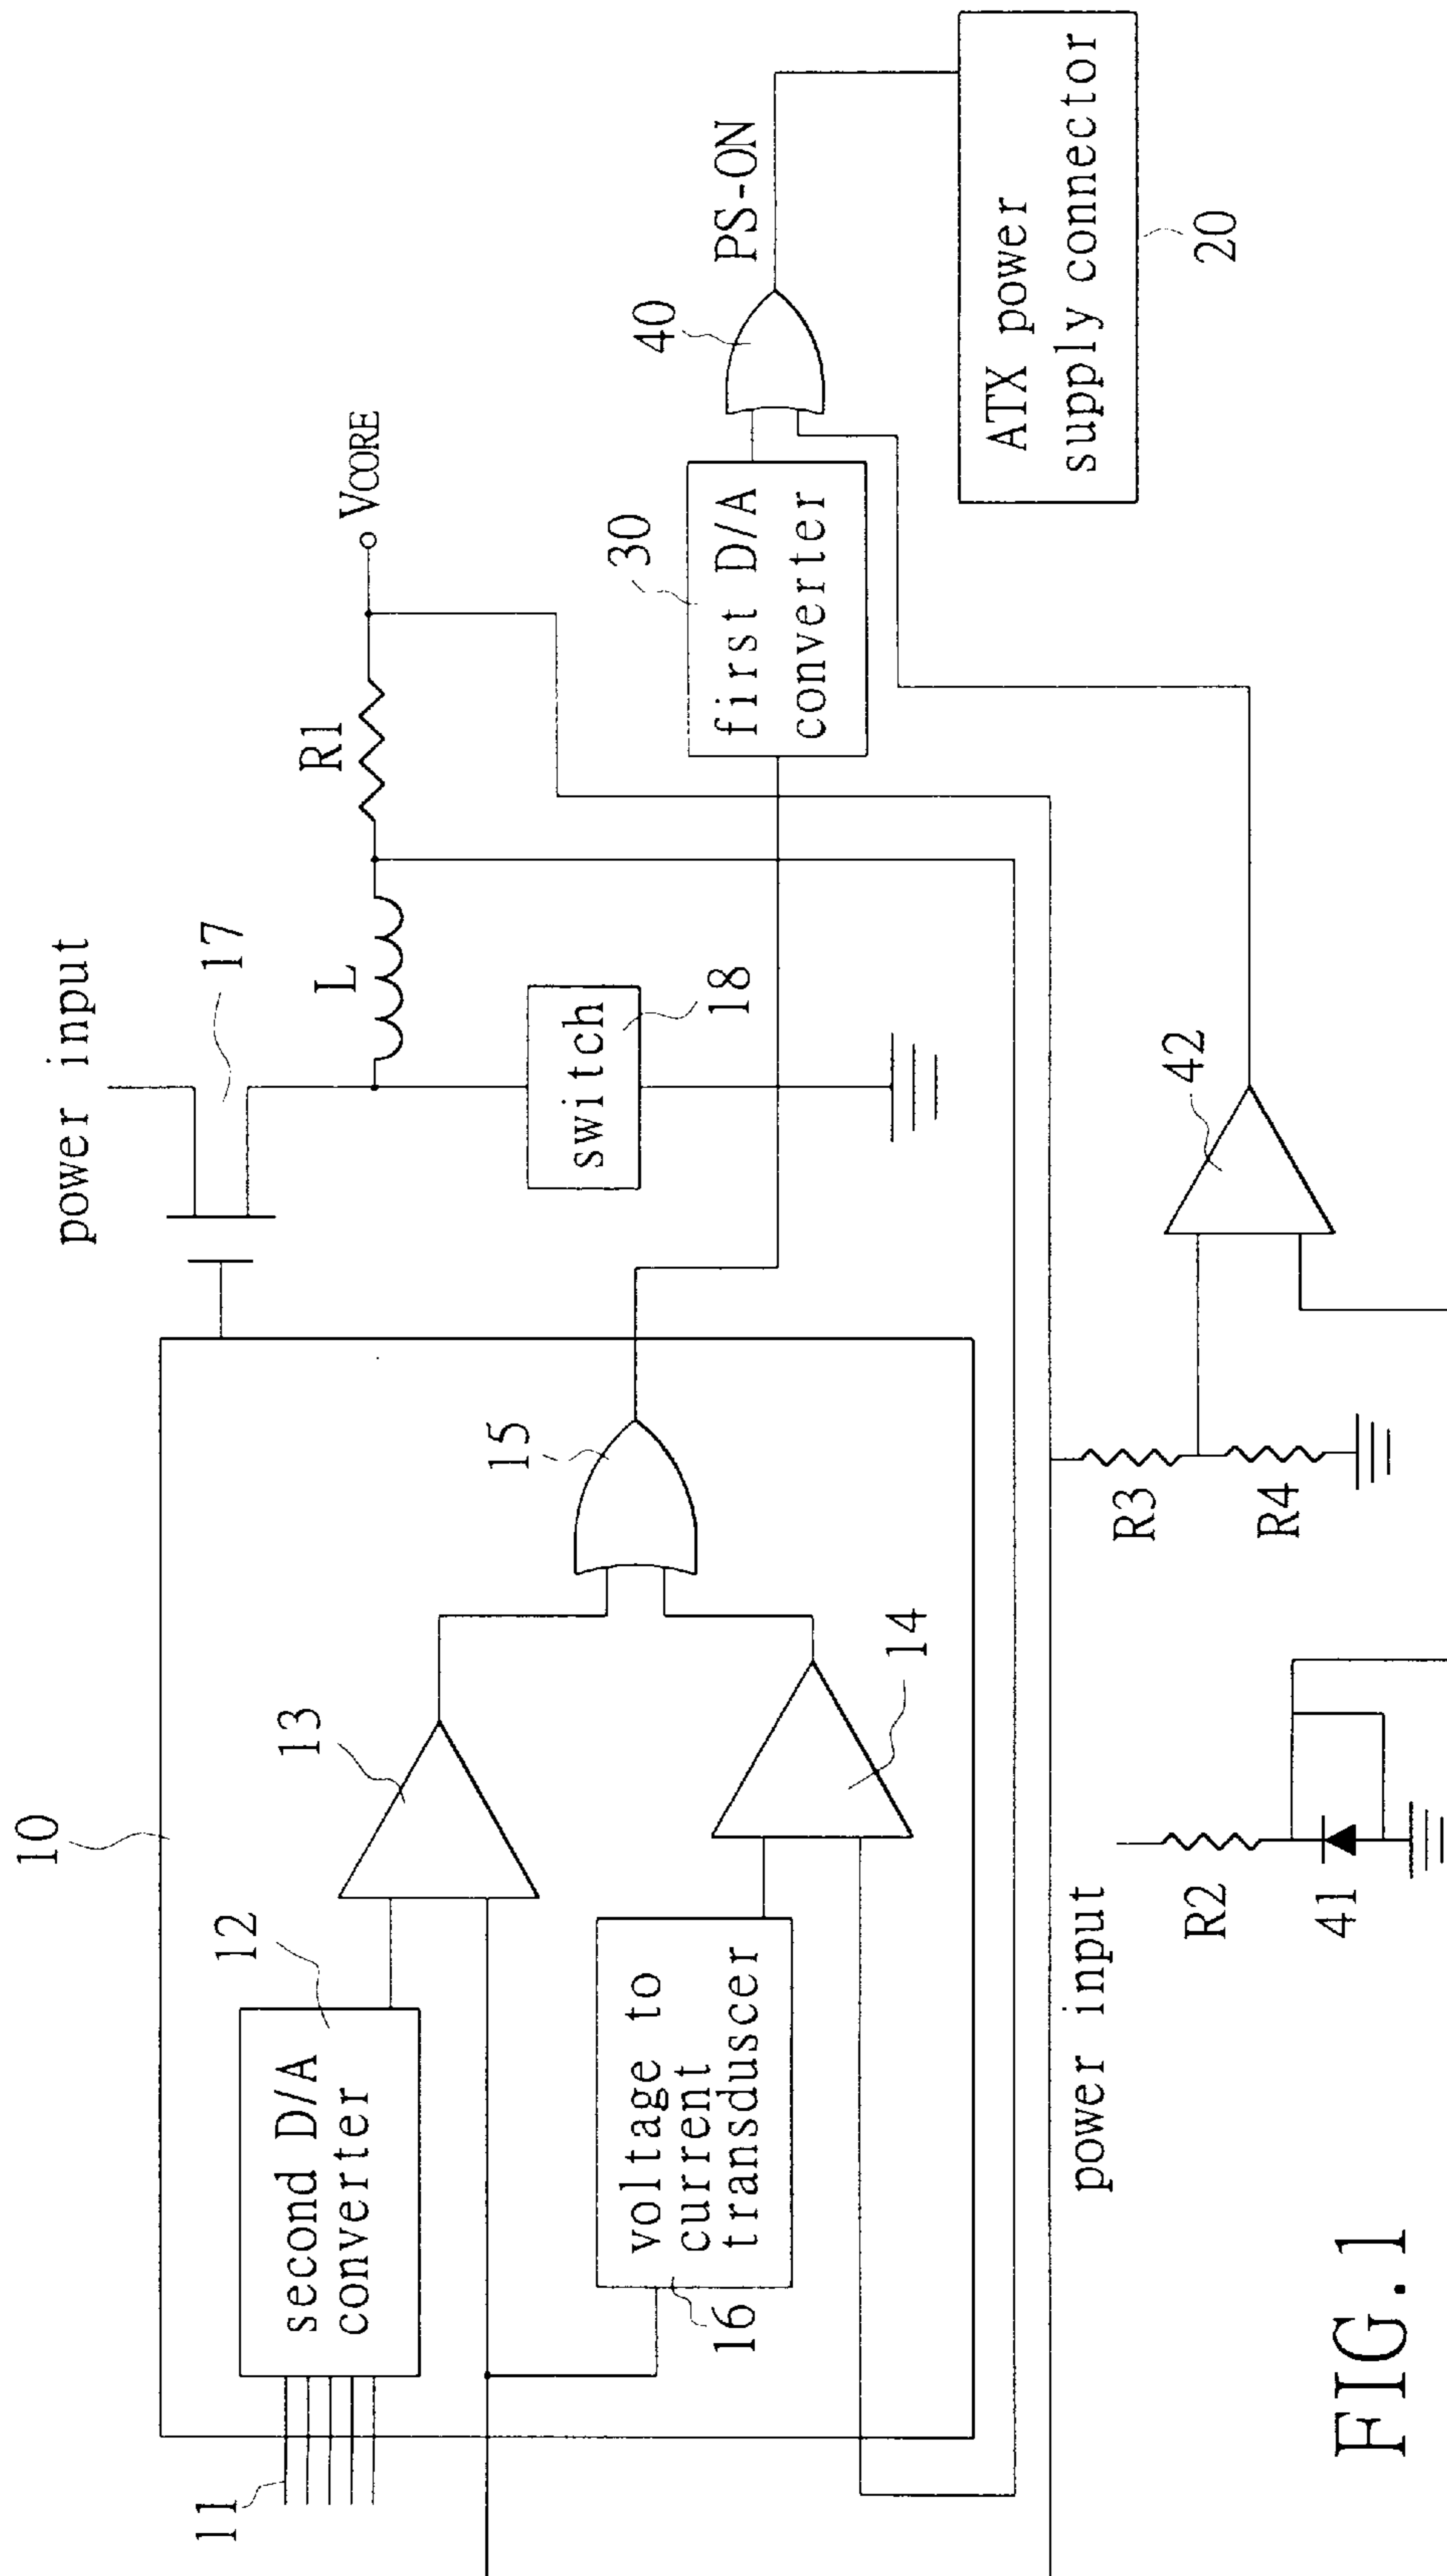 10
11
second D/A
converter
12
13
15
voltage to
current
transduscer
16
14
power input
17
L
R1
VCORE
switch
18
30
first D/A
converter
40
PS-ON
ATX power
supply connector
20
power input
R2
41
R3
R4
42
FIG.1